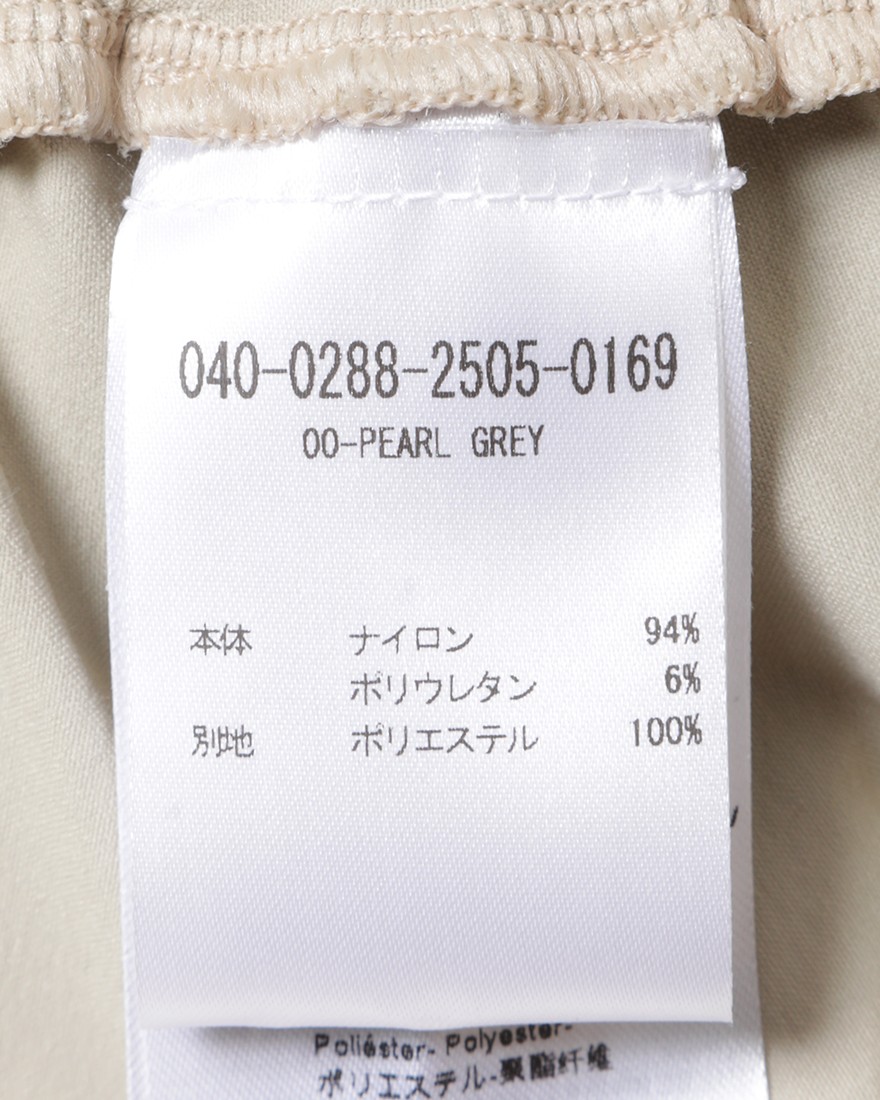 040-0288-2505-0169
00-PEARL GREY
本体 ナイロン 94%
ポリウレタン 6%
別地 ポリエステル 100%
Poliéster- Polyester-
ポリエステル-聚酯纤维